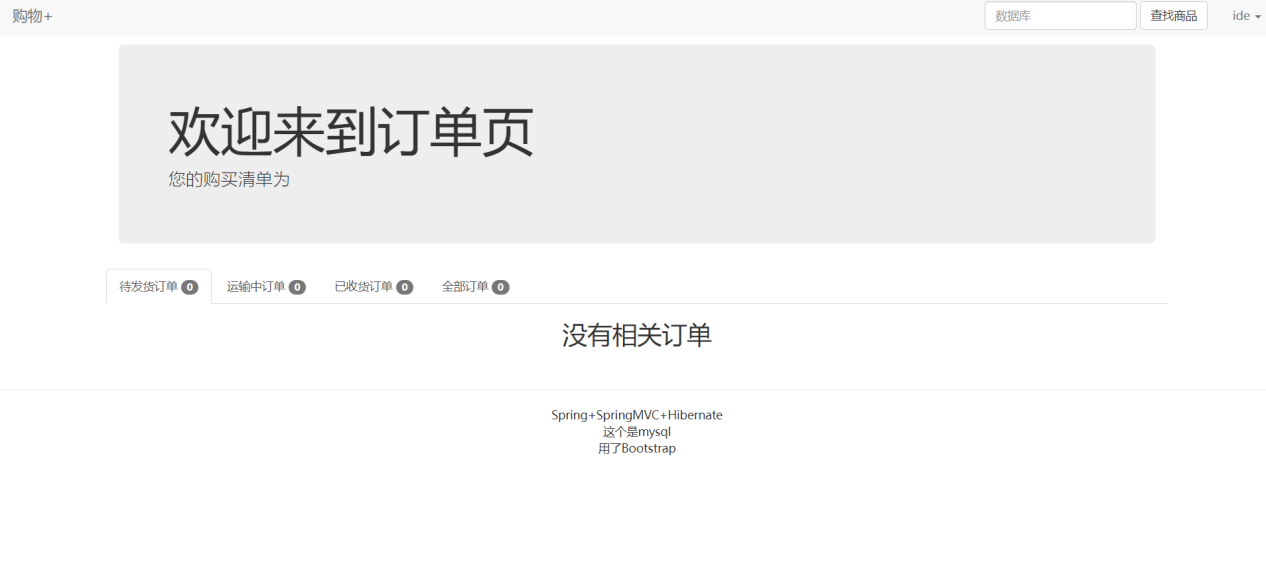 购物+ 数据库 查找商品 ide
欢迎来到订单页
您的购买清单为
待发货订单 0 运输中订单 0 已收货订单 0 全部订单 0
没有相关订单
Spring+SpringMVC+Hibernate
这个是mysql
用了Bootstrap